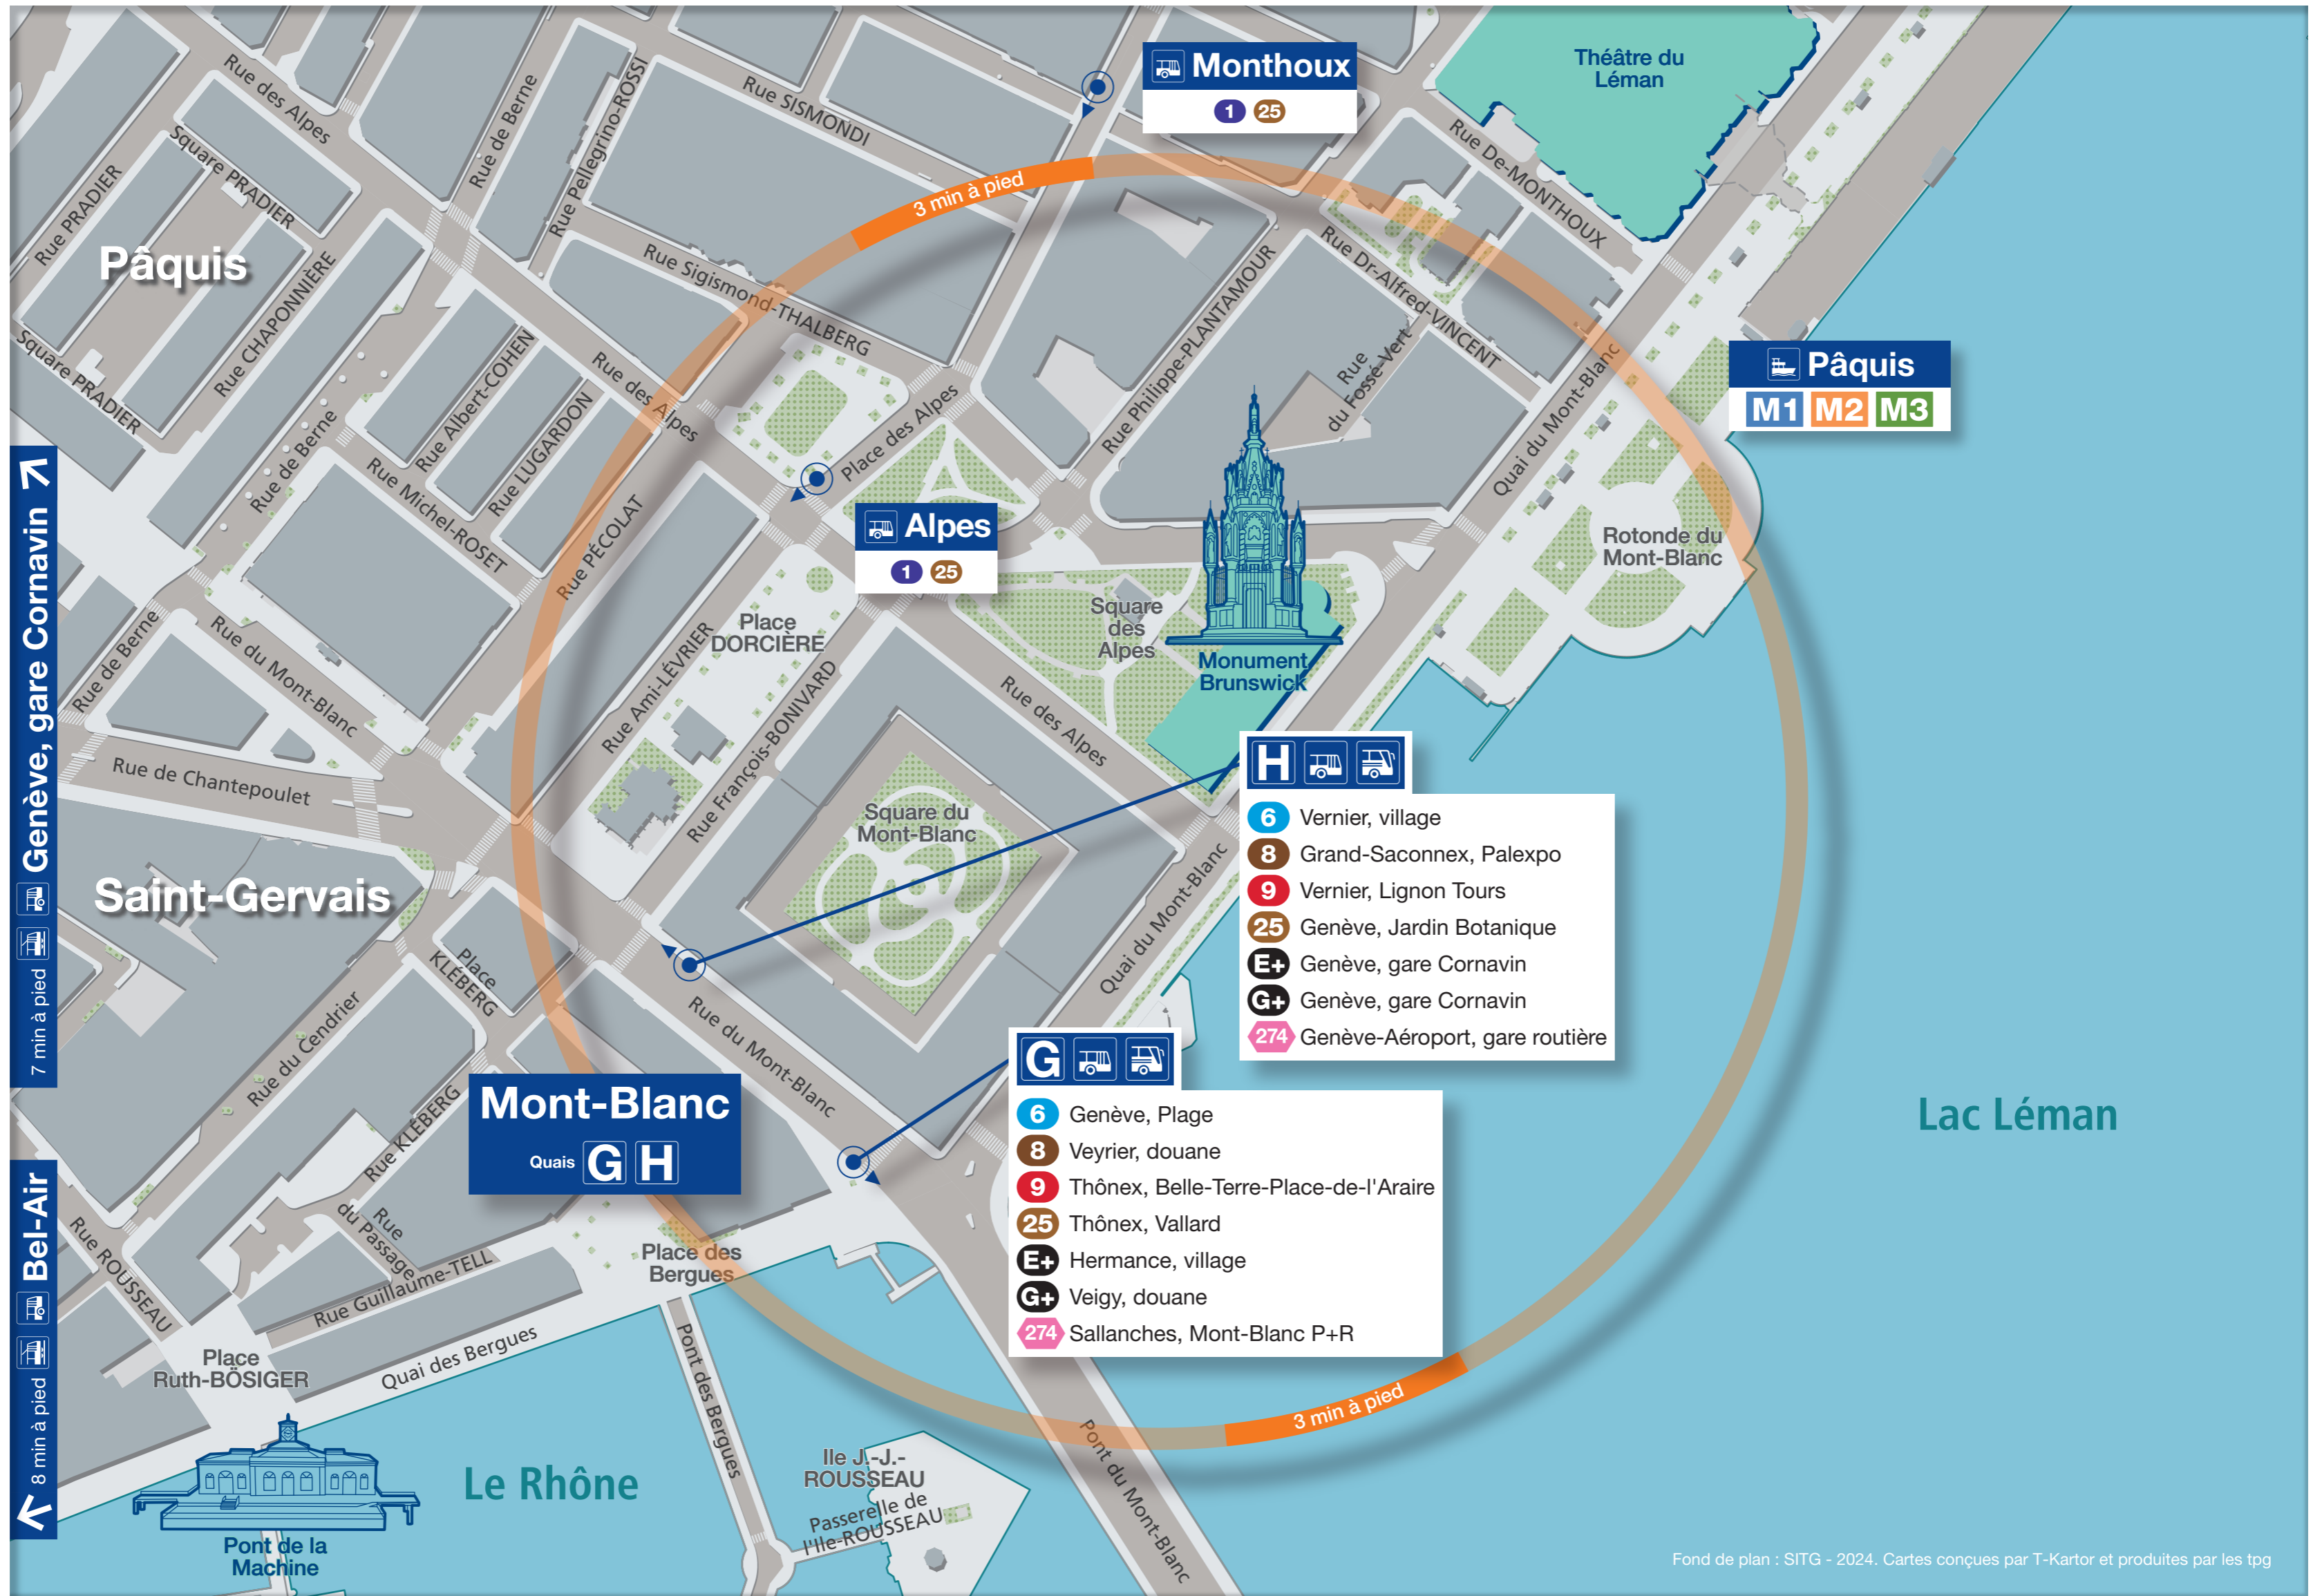 Monthoux
1 25
Théâtre du
Léman
Rue des Alpes
Rue de Berne
Rue Pellegrino-ROSSI
Rue SISMONDI
Rue De-MONTHOUX
Square PRADIER
Rue PRADIER
3 min à pied
Pâquis
Rue CHAPONNIÈRE
Rue Sigismond-THALBERG
Rue Philippe-PLANTAMOUR
Rue Dr-Alfred-VINCENT
Rue
du Fossé-Vert
Quai du Mont-Blanc
Pâquis
M1 M2 M3
Square PRADIER
Rue Albert-COHEN
Rue LUGARDON
Rue des Alpes
Place des Alpes
Rue de Berne
Rue Michel-ROSET
Rue PÉCOLAT
Alpes
1 25
Rotonde du
Mont-Blanc
Genève, gare Cornavin
7 min à pied
Rue de Berne
Rue du Mont-Blanc
Rue Ami-LÉVRIER
Place
DORCIÈRE
Rue François-BONIVARD
Square
des
Alpes
Monument
Brunswick
Rue des Alpes
Rue de Chantepoulet
Square du
Mont-Blanc
Quai du Mont-Blanc
Saint-Gervais
H
6 Vernier, village
8 Grand-Saconnex, Palexpo
9 Vernier, Lignon Tours
25 Genève, Jardin Botanique
E+ Genève, gare Cornavin
G+ Genève, gare Cornavin
274 Genève-Aéroport, gare routière
Place
KLÉBERG
Rue du Cendrier
Rue du Mont-Blanc
Rue KLÉBERG
Mont-Blanc
Quais G H
G
6 Genève, Plage
8 Veyrier, douane
9 Thônex, Belle-Terre-Place-de-l'Araire
25 Thônex, Vallard
E+ Hermance, village
G+ Veigy, douane
274 Sallanches, Mont-Blanc P+R
Lac Léman
Bel-Air
8 min à pied
Rue ROUSSEAU
Rue
du Passage
Rue Guillaume-TELL
Place des
Bergues
Place
Ruth-BÖSIGER
Quai des Bergues
Pont des Bergues
3 min à pied
Pont du Mont-Blanc
Le Rhône
Ile J.-J.-
ROUSSEAU
Passerelle de
l'Ile-ROUSSEAU
Pont de la
Machine
Fond de plan : SITG - 2024. Cartes conçues par T-Kartor et produites par les tpg